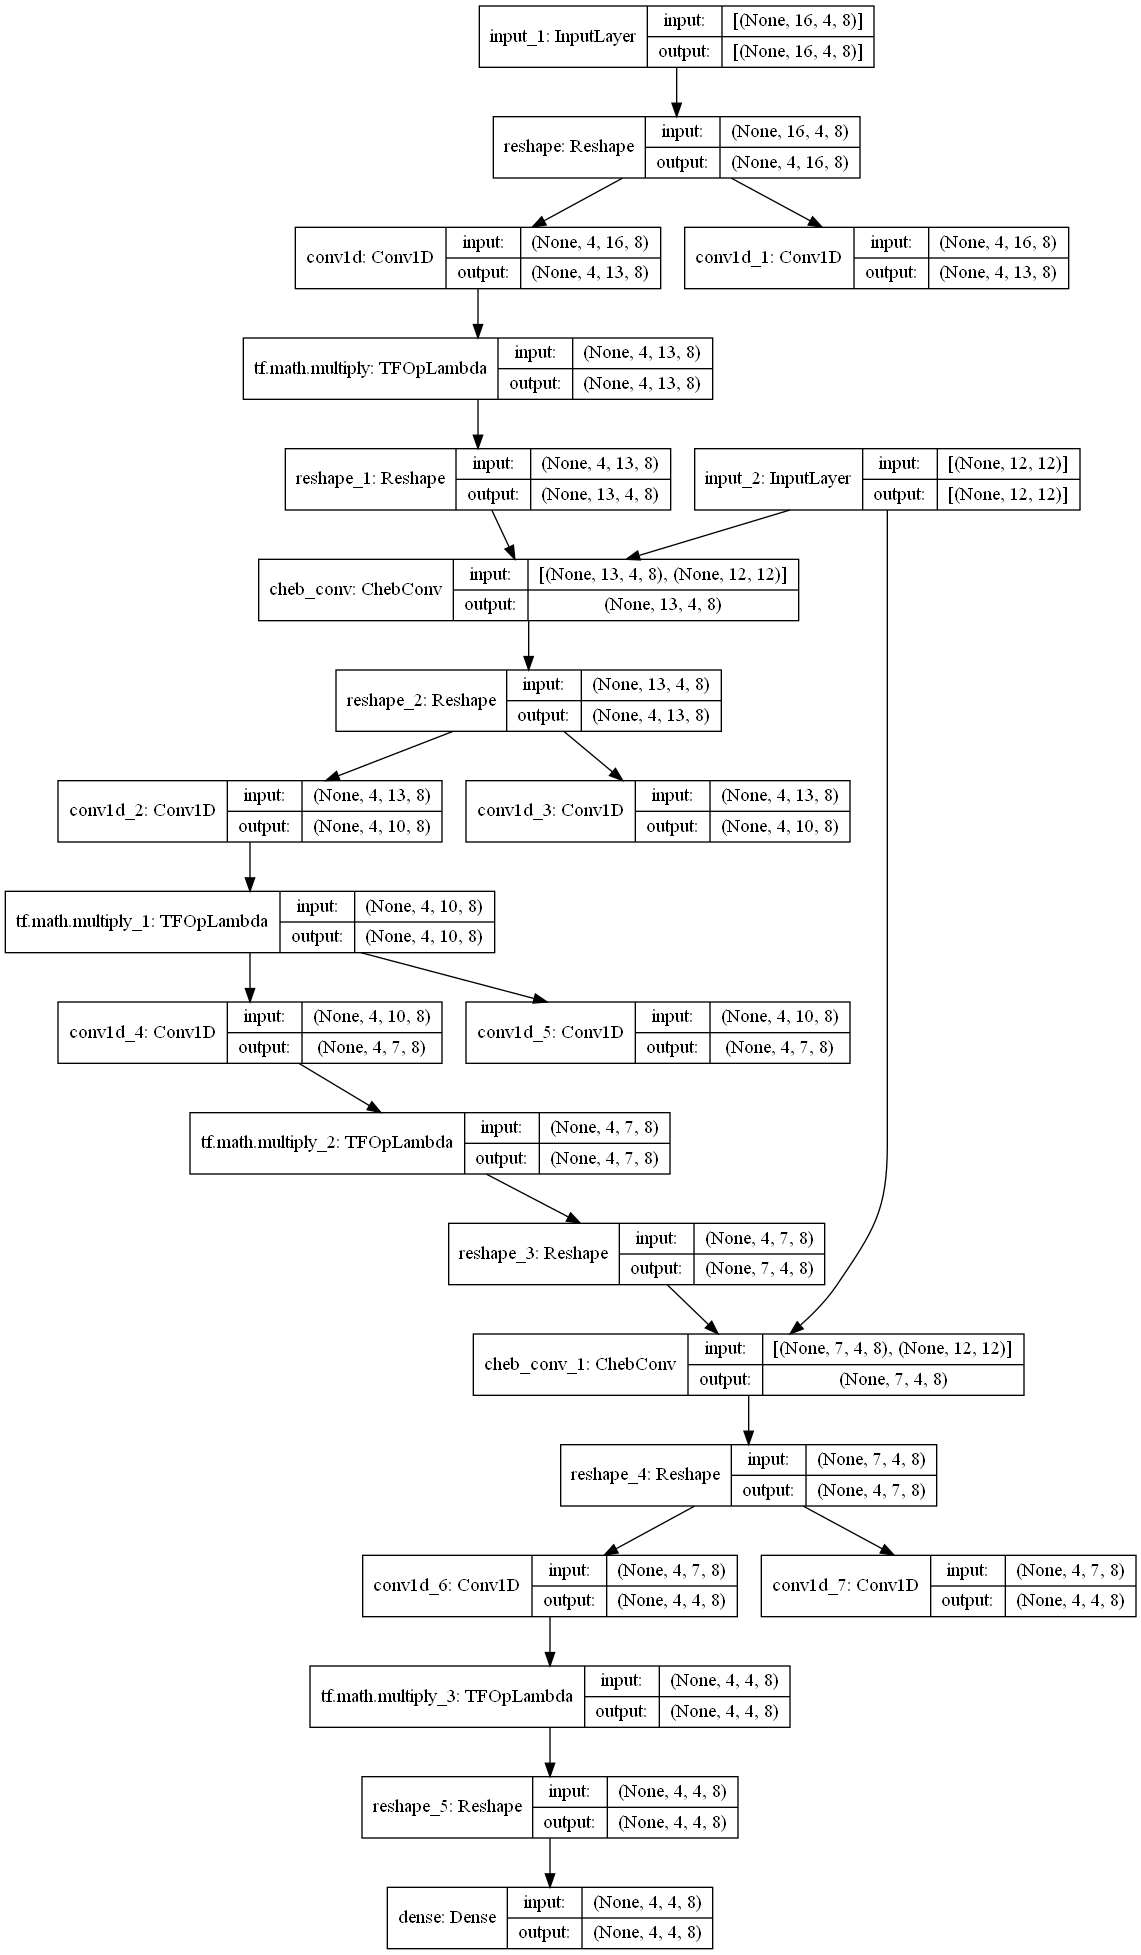 input_1: InputLayer
input: [(None, 16, 4, 8)]
output: [(None, 16, 4, 8)]
reshape: Reshape
input: (None, 16, 4, 8)
output: (None, 4, 16, 8)
conv1d: Conv1D
input: (None, 4, 16, 8)
output: (None, 4, 13, 8)
conv1d_1: Conv1D
input: (None, 4, 16, 8)
output: (None, 4, 13, 8)
tf.math.multiply: TFOpLambda
input: (None, 4, 13, 8)
output: (None, 4, 13, 8)
reshape_1: Reshape
input: (None, 4, 13, 8)
output: (None, 13, 4, 8)
input_2: InputLayer
input: [(None, 12, 12)]
output: [(None, 12, 12)]
cheb_conv: ChebConv
input: [(None, 13, 4, 8), (None, 12, 12)]
output: (None, 13, 4, 8)
reshape_2: Reshape
input: (None, 13, 4, 8)
output: (None, 4, 13, 8)
conv1d_2: Conv1D
input: (None, 4, 13, 8)
output: (None, 4, 10, 8)
conv1d_3: Conv1D
input: (None, 4, 13, 8)
output: (None, 4, 10, 8)
tf.math.multiply_1: TFOpLambda
input: (None, 4, 10, 8)
output: (None, 4, 10, 8)
conv1d_4: Conv1D
input: (None, 4, 10, 8)
output: (None, 4, 7, 8)
conv1d_5: Conv1D
input: (None, 4, 10, 8)
output: (None, 4, 7, 8)
tf.math.multiply_2: TFOpLambda
input: (None, 4, 7, 8)
output: (None, 4, 7, 8)
reshape_3: Reshape
input: (None, 4, 7, 8)
output: (None, 7, 4, 8)
cheb_conv_1: ChebConv
input: [(None, 7, 4, 8), (None, 12, 12)]
output: (None, 7, 4, 8)
reshape_4: Reshape
input: (None, 7, 4, 8)
output: (None, 4, 7, 8)
conv1d_6: Conv1D
input: (None, 4, 7, 8)
output: (None, 4, 4, 8)
conv1d_7: Conv1D
input: (None, 4, 7, 8)
output: (None, 4, 4, 8)
tf.math.multiply_3: TFOpLambda
input: (None, 4, 4, 8)
output: (None, 4, 4, 8)
reshape_5: Reshape
input: (None, 4, 4, 8)
output: (None, 4, 4, 8)
dense: Dense
input: (None, 4, 4, 8)
output: (None, 4, 4, 8)